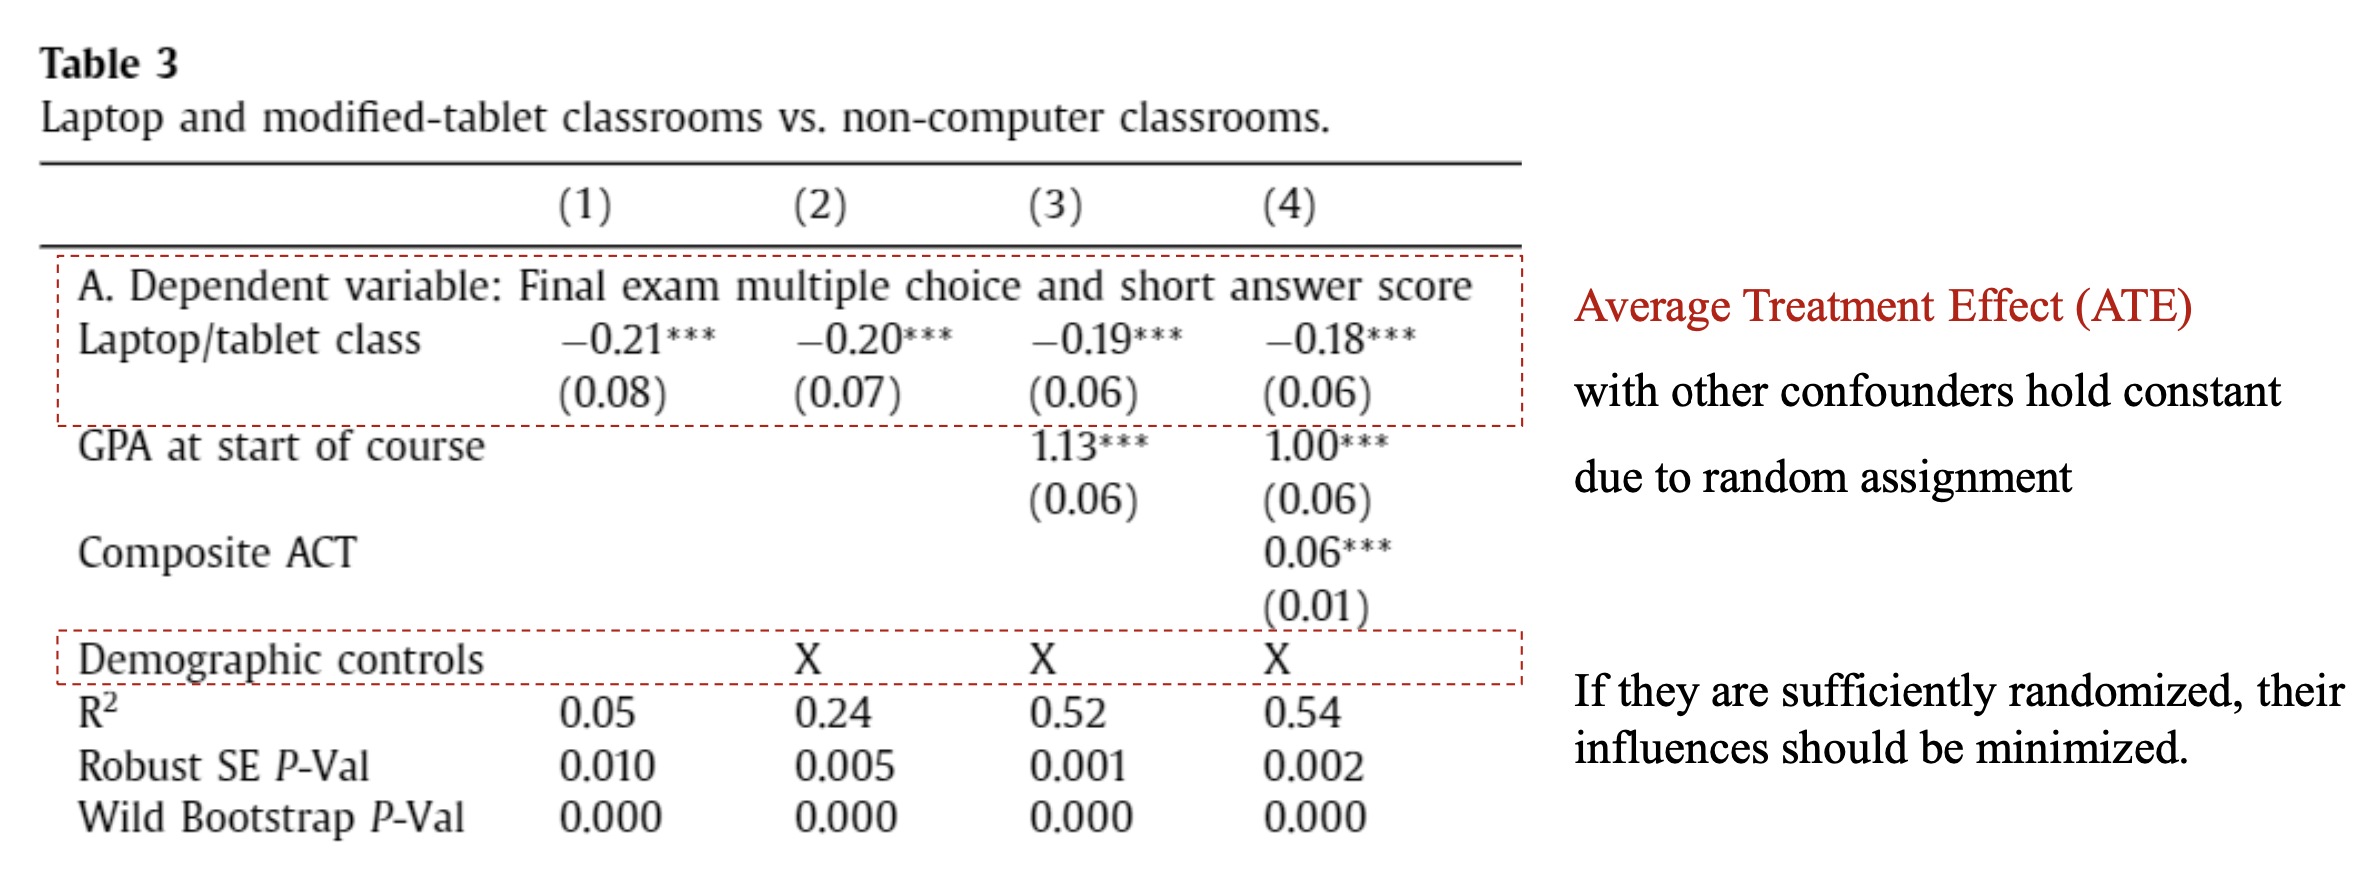 Table 3
Laptop and modified-tablet classrooms vs. non-computer classrooms.
(1) (2) (3) (4)
A. Dependent variable: Final exam multiple choice and short answer score
Laptop/tablet class −0.21*** −0.20*** −0.19*** −0.18***
(0.08) (0.07) (0.06) (0.06)
GPA at start of course 1.13*** 1.00***
(0.06) (0.06)
Composite ACT 0.06***
(0.01)
Demographic controls X X X
R² 0.05 0.24 0.52 0.54
Robust SE P-Val 0.010 0.005 0.001 0.002
Wild Bootstrap P-Val 0.000 0.000 0.000 0.000
Average Treatment Effect (ATE)
with other confounders hold constant
due to random assignment
If they are sufficiently randomized, their
influences should be minimized.